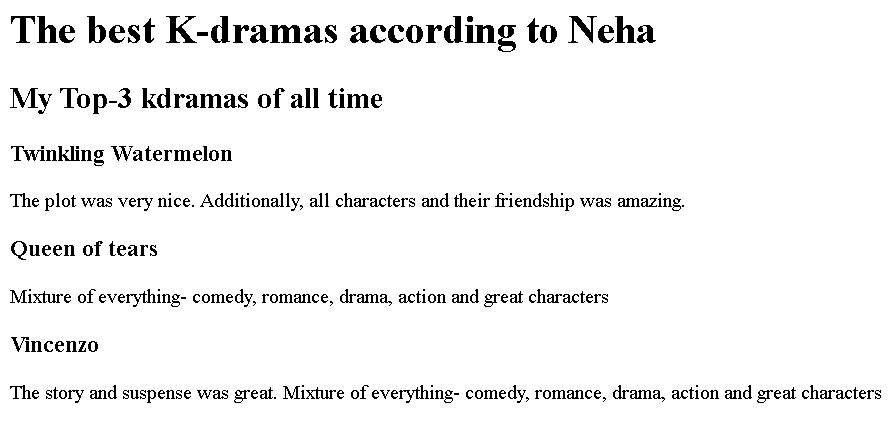 The best K-dramas according to Neha
My Top-3 kdramas of all time
Twinkling Watermelon
The plot was very nice. Additionally, all characters and their friendship was amazing.
Queen of tears
Mixture of everything- comedy, romance, drama, action and great characters
Vincenzo
The story and suspense was great. Mixture of everything- comedy, romance, drama, action and great characters